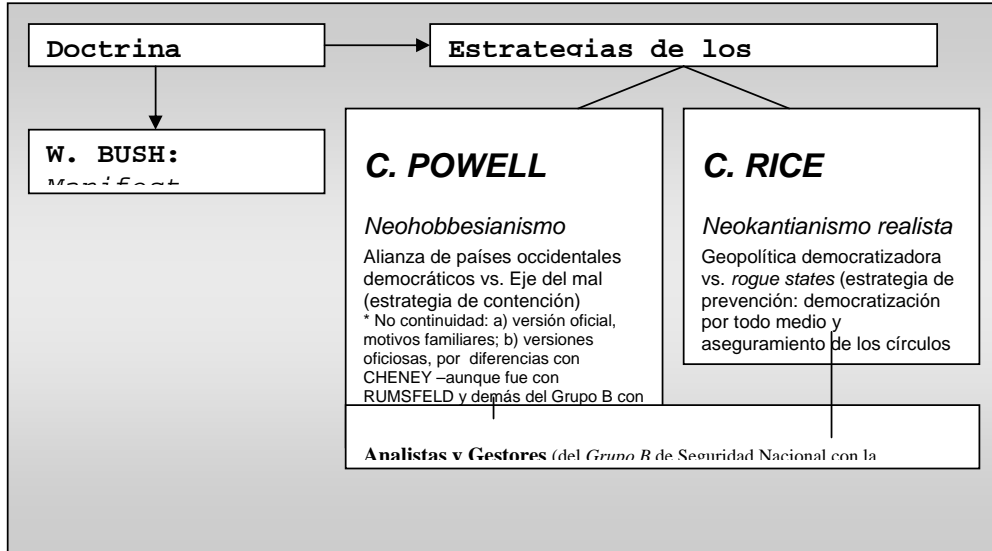 Doctrina
Estrategias de los
W. BUSH:
Manifest
C. POWELL
Neohobbesianismo
Alianza de países occidentales
democráticos vs. Eje del mal
(estrategia de contención)
* No continuidad: a) versión oficial,
motivos familiares; b) versiones
oficiosas, por diferencias con
CHENEY –aunque fue con
RUMSFELD y demás del Grupo B con
C. RICE
Neokantianismo realista
Geopolítica democratizadora
vs. rogue states (estrategia de
prevención: democratización
por todo medio y
aseguramiento de los círculos
Analistas y Gestores (del Grupo B de Seguridad Nacional con la